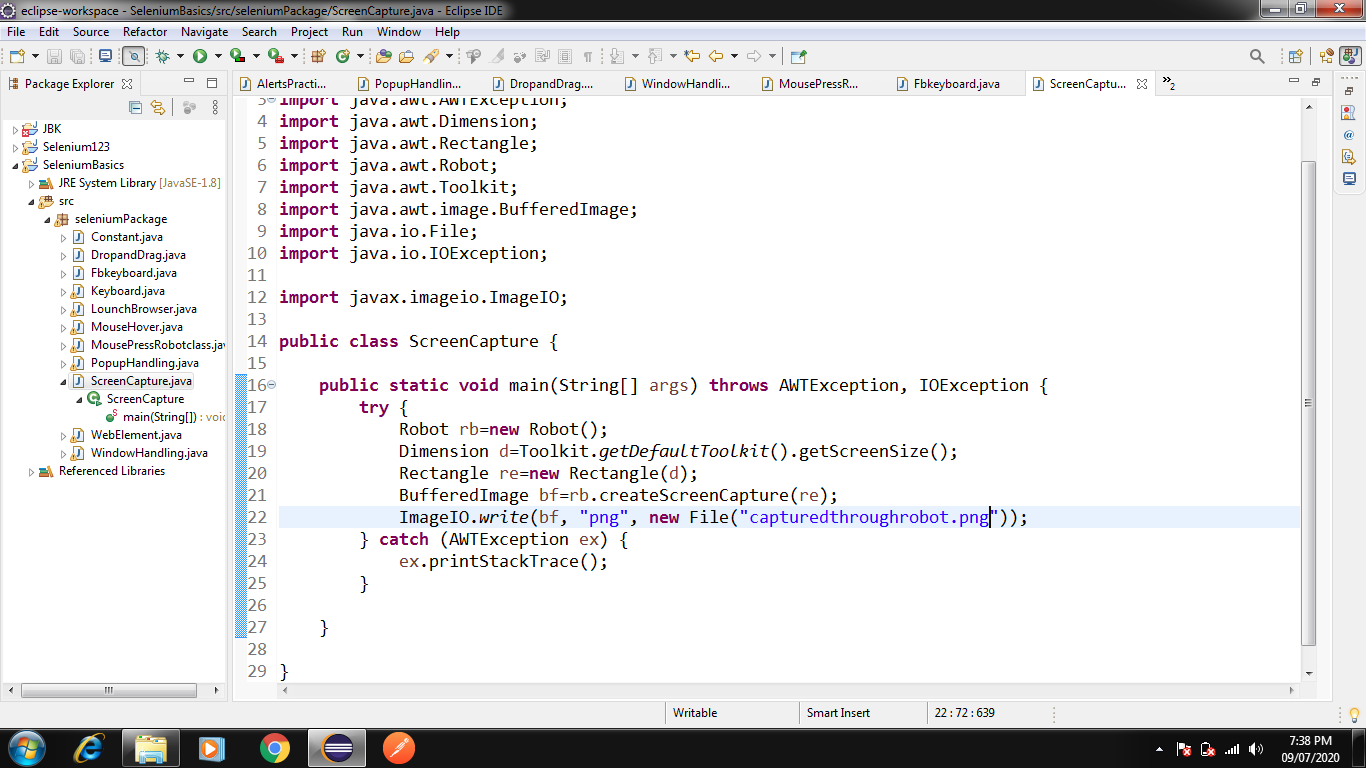 eclipse-workspace - SeleniumBasics/src/seleniumPackage/ScreenCapture.java - Eclipse IDE
File Edit Source Refactor Navigate Search Project Run Window Help
Package Explorer
JBK
Selenium123
SeleniumBasics
JRE System Library [JavaSE-1.8]
src
seleniumPackage
Constant.java
DropandDrag.java
Fbkeyboard.java
Keyboard.java
LounchBrowser.java
MouseHover.java
MousePressRobotclass.jav
PopupHandling.java
ScreenCapture.java
ScreenCapture
main(String[]) : void
WebElement.java
WindowHandling.java
Referenced Libraries
AlertsPracti... PopupHandlin... DropandDrag.... WindowHandli... MousePressR... Fbkeyboard.java ScreenCaptu... »2
3 import java.awt.AWTException;
4 import java.awt.Dimension;
5 import java.awt.Rectangle;
6 import java.awt.Robot;
7 import java.awt.Toolkit;
8 import java.awt.image.BufferedImage;
9 import java.io.File;
10 import java.io.IOException;
11
12 import javax.imageio.ImageIO;
13
14 public class ScreenCapture {
15
16 public static void main(String[] args) throws AWTException, IOException {
17 try {
18 Robot rb=new Robot();
19 Dimension d=Toolkit.getDefaultToolkit().getScreenSize();
20 Rectangle re=new Rectangle(d);
21 BufferedImage bf=rb.createScreenCapture(re);
22 ImageIO.write(bf, "png", new File("capturedthroughrobot.png"));
23 } catch (AWTException ex) {
24 ex.printStackTrace();
25 }
26
27 }
28
29 }
Writable Smart Insert 22 : 72 : 639
7:38 PM
09/07/2020